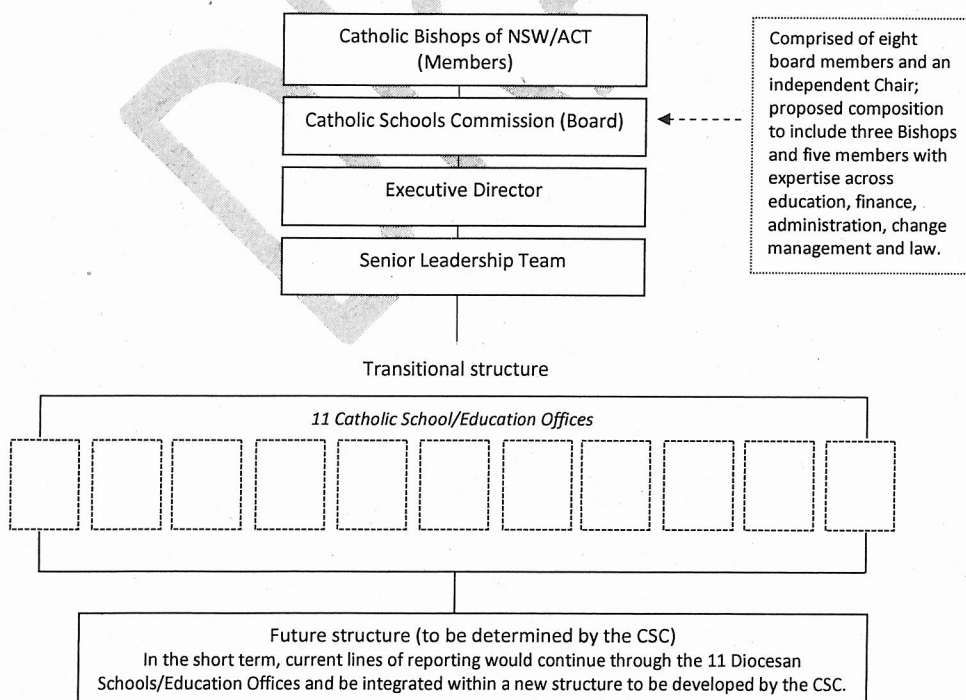 Catholic Bishops of NSW/ACT
(Members)
Catholic Schools Commission (Board)
Executive Director
Senior Leadership Team
Comprised of eight
board members and an
independent Chair;
proposed composition
to include three Bishops
and five members with
expertise across
education, finance,
administration, change
management and law.
Transitional structure
11 Catholic School/Education Offices
Future structure (to be determined by the CSC)
In the short term, current lines of reporting would continue through the 11 Diocesan
Schools/Education Offices and be integrated within a new structure to be developed by the CSC.